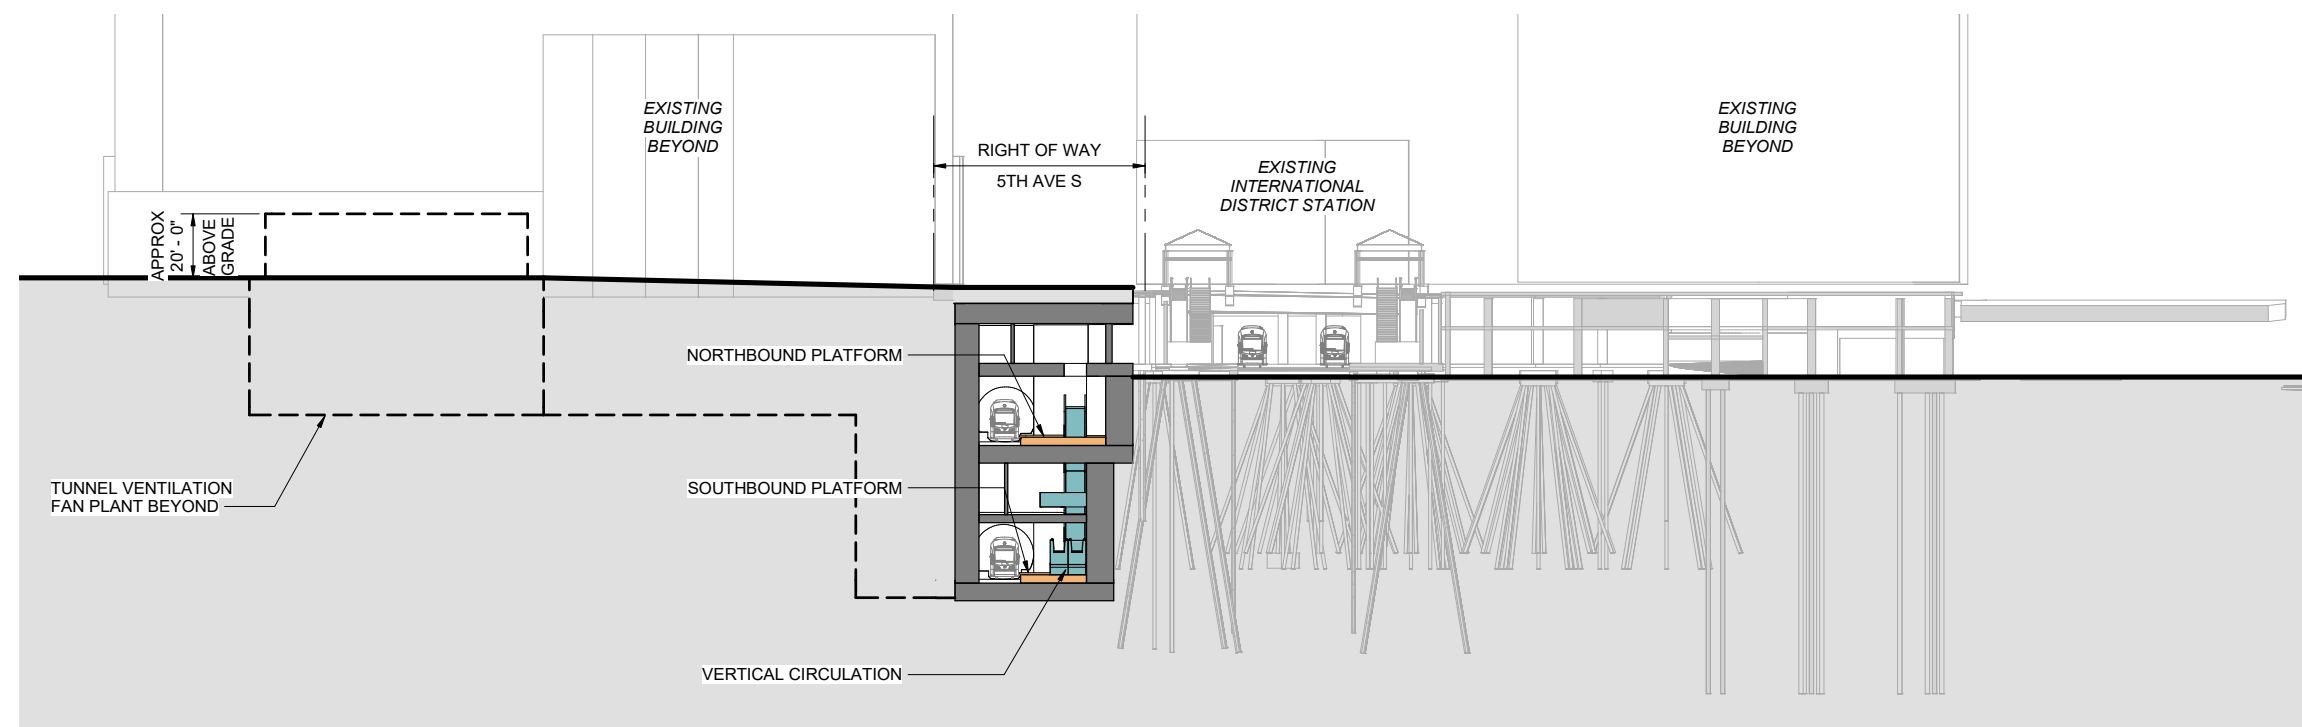 EXISTING
BUILDING
BEYOND
EXISTING
BUILDING
BEYOND
RIGHT OF WAY
5TH AVE S
EXISTING
INTERNATIONAL
DISTRICT STATION
APPROX
20' - 0"
ABOVE
GRADE
NORTHBOUND PLATFORM
TUNNEL VENTILATION
FAN PLANT BEYOND
SOUTHBOUND PLATFORM
VERTICAL CIRCULATION